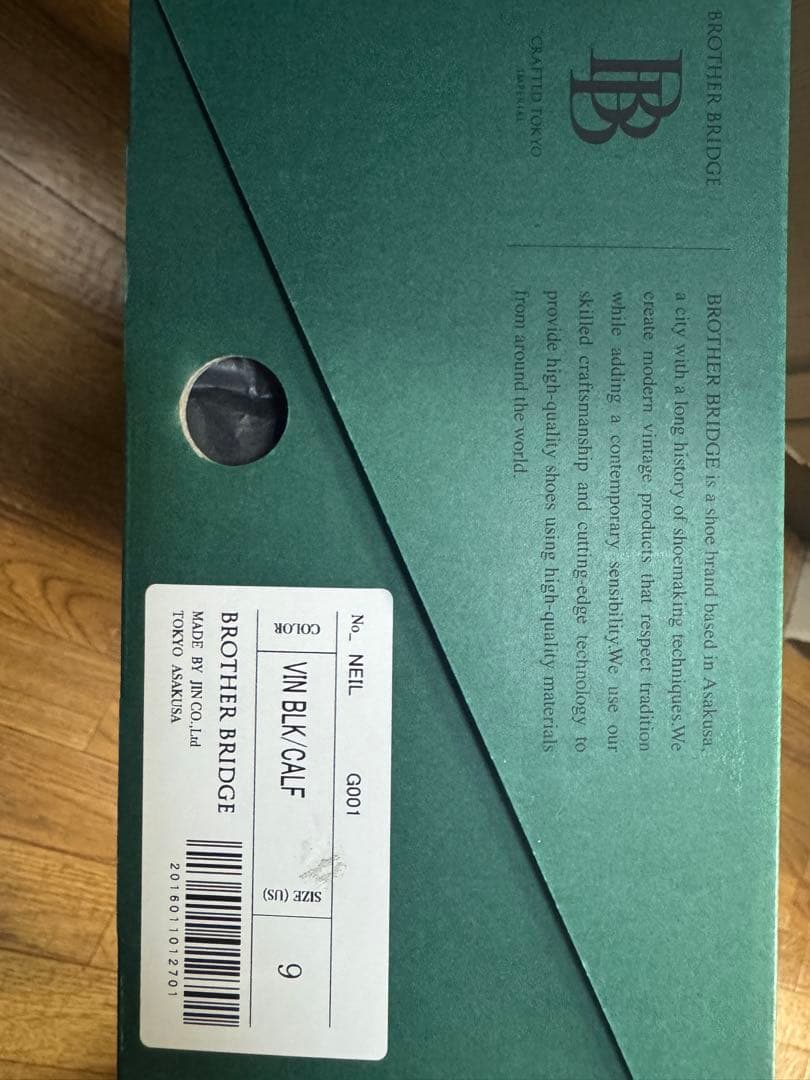 BROTHER BRIDGE
BB
CRAFTED TOKYO
IMPERIAL
BROTHER BRIDGE is a shoe brand based in Asakusa,
a city with a long history of shoemaking techniques.We
create modern vintage products that respect tradition
while adding a contemporary sensibility.We use our
skilled craftsmanship and cutting-edge technology to
provide high-quality shoes using high-quality materials
from around the world.
No_ NEIL G001
COLOR VIN BLK/CALF SIZE (US) 9
BROTHER BRIDGE
MADE BY JIN CO.,Ltd
TOKYO ASAKUSA
2016011012701